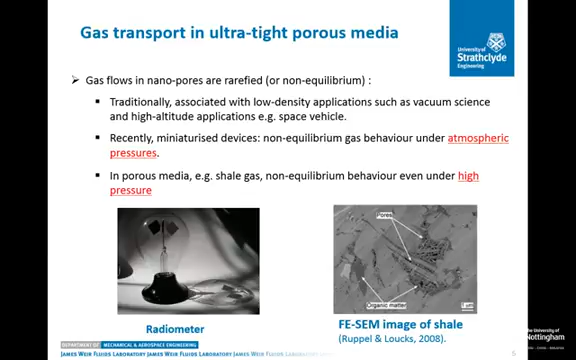 Gas transport in ultra-tight porous media
University of
Strathclyde
Engineering
➢ Gas flows in nano-pores are rarefied (or non-equilibrium) :
▪ Traditionally, associated with low-density applications such as vacuum science
and high-altitude applications e.g. space vehicle.
▪ Recently, miniaturised devices: non-equilibrium gas behaviour under atmospheric
pressures.
▪ In porous media, e.g. shale gas, non-equilibrium behaviour even under high
pressure
Pores
Organic matter
Radiometer
FE-SEM image of shale
(Ruppel & Loucks, 2008).
DEPARTMENT OF MECHANICAL & AEROSPACE ENGINEERING
JAMES WEIR FLUIDS LABORATORY JAMES WEIR FLUIDS LABORATORY JAMES WEIR FLUIDS LABORATORY
5
The University of
Nottingham